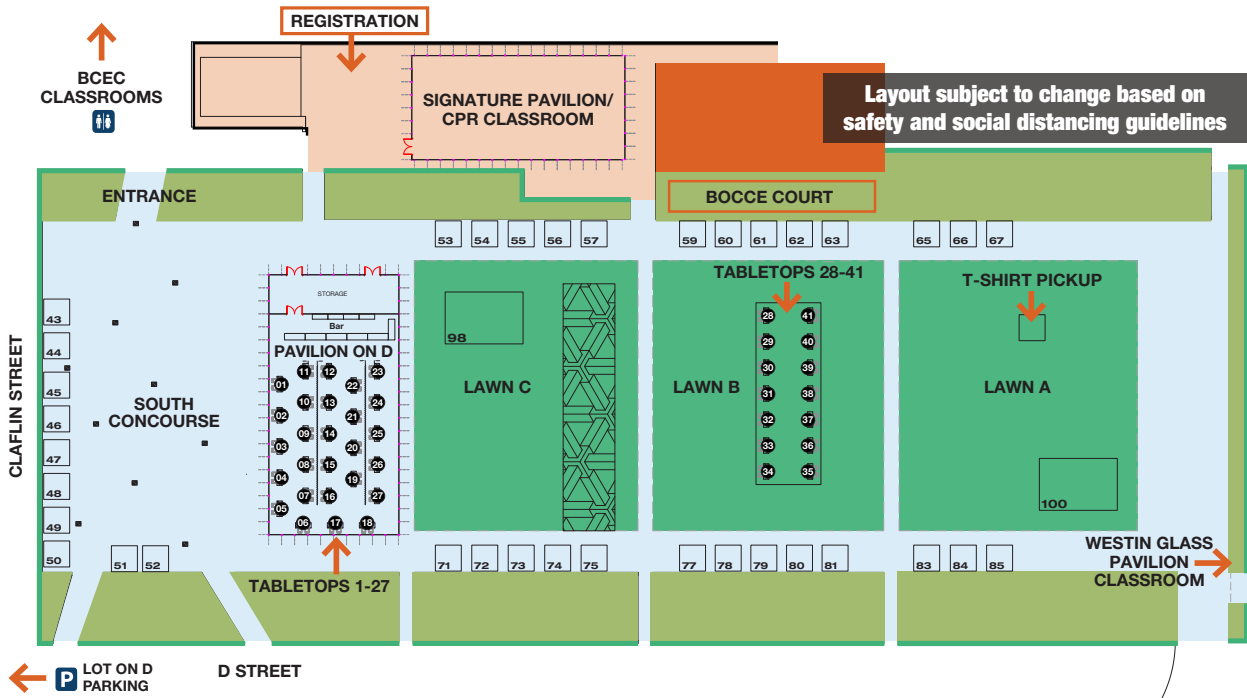 REGISTRATION
BCEC
CLASSROOMS
SIGNATURE PAVILION/
CPR CLASSROOM
Layout subject to change based on
safety and social distancing guidelines
ENTRANCE
BOCCE COURT
53 54 55 56 57
59 60 61 62 63
65 66 67
TABLETOPS 28-41
T-SHIRT PICKUP
STORAGE
Bar
PAVILION ON D
43
44
45
46
47
48
49
50
51 52
CLAFLIN STREET
SOUTH
CONCOURSE
01
02
03
04
05
06
07
08
09
10
11
12
13
14
15
16
17
18
19
20
21
22
23
24
25
26
27
98
LAWN C
LAWN B
28 41
29 40
30 39
31 38
32 37
33 36
34 35
LAWN A
100
71 72 73 74 75
77 78 79 80 81
83 84 85
WESTIN GLASS
PAVILION
CLASSROOM
TABLETOPS 1-27
P
LOT ON D
PARKING
D STREET